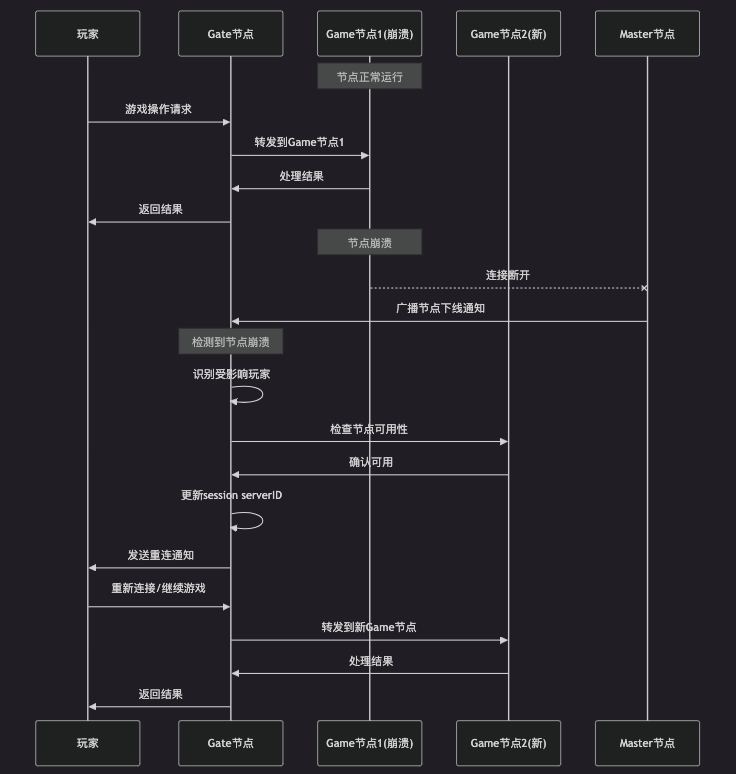 玩家
Gate节点
Game节点1(崩溃)
Game节点2(新)
Master节点
节点正常运行
游戏操作请求
转发到Game节点1
处理结果
返回结果
节点崩溃
连接断开
广播节点下线通知
检测到节点崩溃
识别受影响玩家
检查节点可用性
确认可用
更新session serverID
发送重连通知
重新连接/继续游戏
转发到新Game节点
处理结果
返回结果
玩家
Gate节点
Game节点1(崩溃)
Game节点2(新)
Master节点